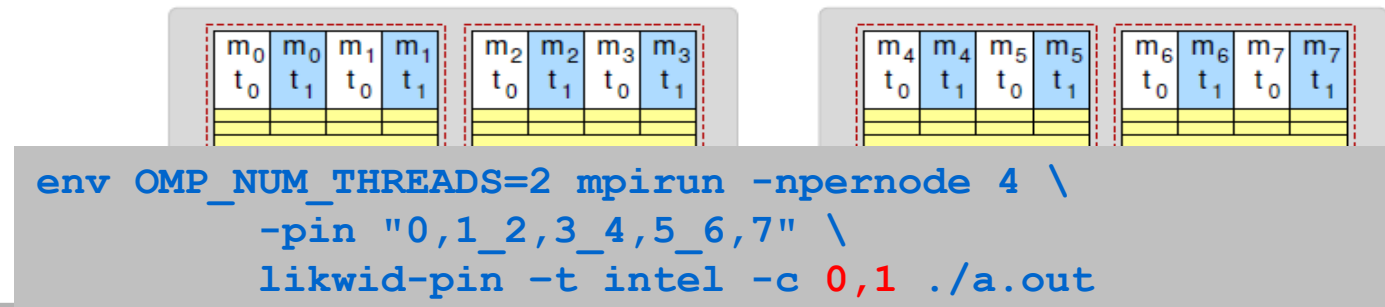 m0 m0 m1 m1 m2 m2 m3 m3 m4 m4 m5 m5 m6 m6 m7 m7
t0 t1 t0 t1 t0 t1 t0 t1 t0 t1 t0 t1 t0 t1 t0 t1
env OMP_NUM_THREADS=2 mpirun -npernode 4 \
-pin "0,1_2,3_4,5_6,7" \
likwid-pin –t intel -c 0,1 ./a.out